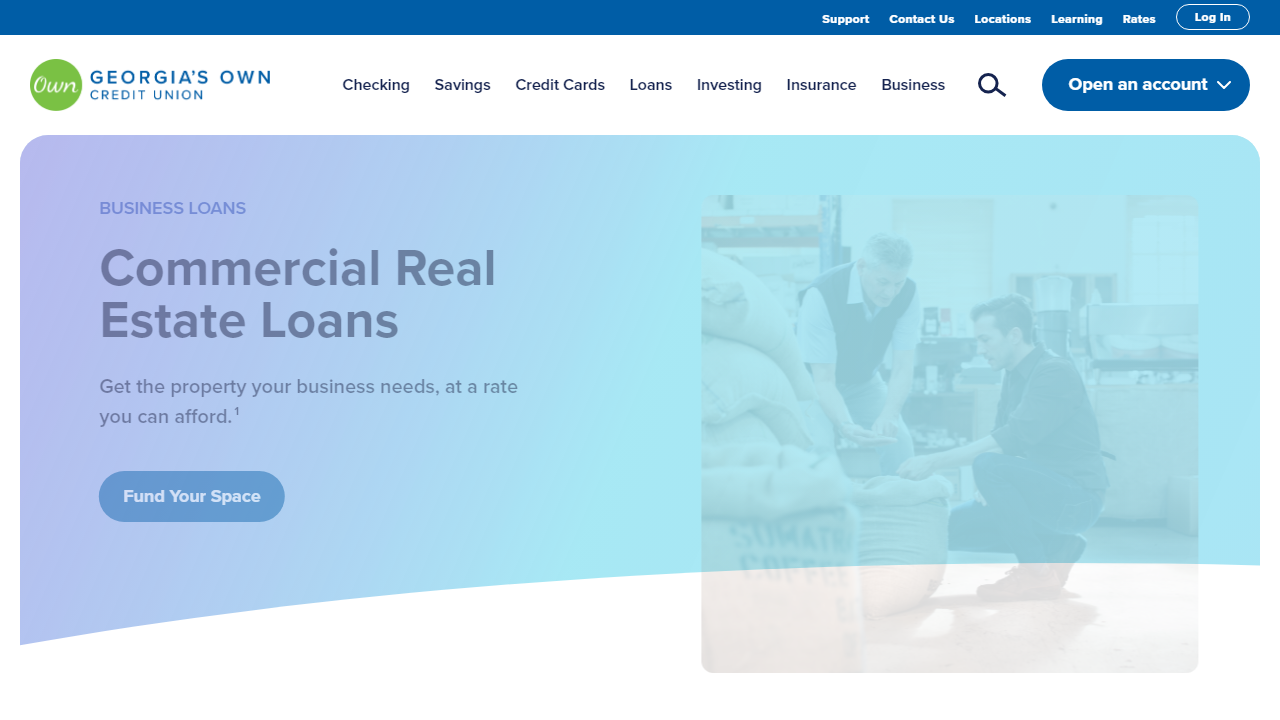 Support Contact Us Locations Learning Rates Log In
Own GEORGIA'S OWN
CREDIT UNION
Checking Savings Credit Cards Loans Investing Insurance Business
Open an account
BUSINESS LOANS
Commercial Real
Estate Loans
Get the property your business needs, at a rate
you can afford.¹
Fund Your Space
SUMATR
COFFEE